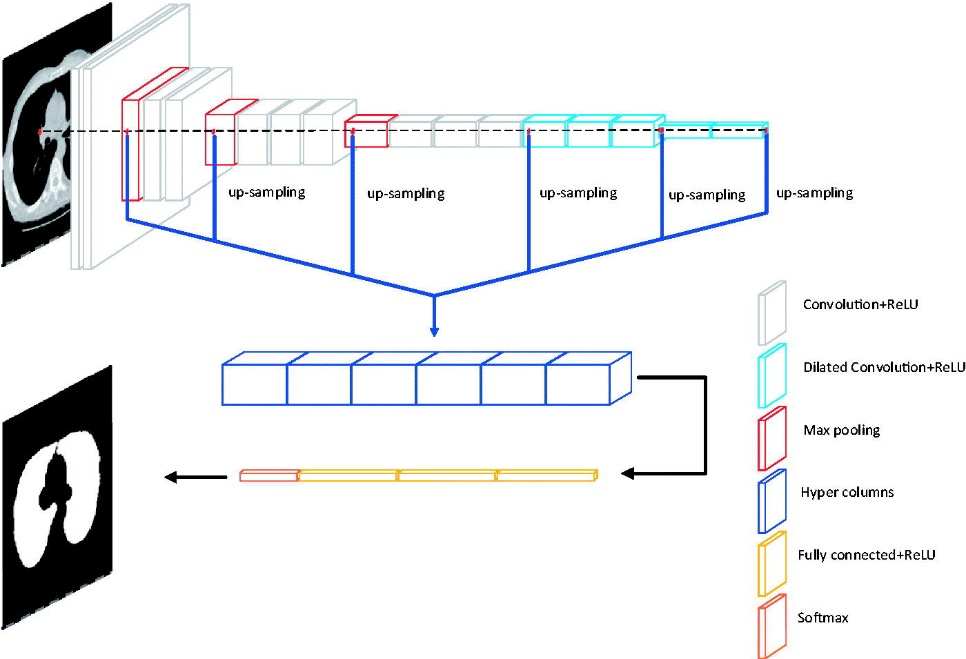 up-sampling
up-sampling
up-sampling
up-sampling
up-sampling
Convolution+ReLU
Dilated Convolution+ReLU
Max pooling
Hyper columns
Fully connected+ReLU
Softmax